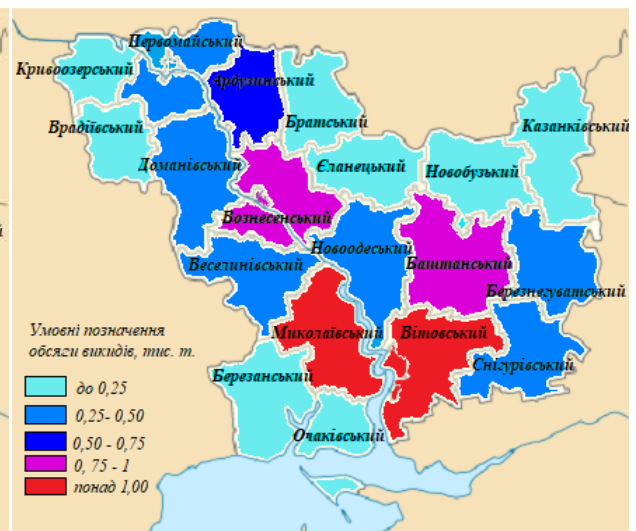 Первомайський
Кривоозерський
Арбузинський
Врадіївський
Братський
Казанківський
Доманівський
Єланецький
Новобузький
Вознесенський
Новоодеський
Веселинівський
Баштанський
Березнегуватський
Умовні позначення
обсяги викидів, тис. т.
Миколаївський
Вітовський
Снігурівський
Березанський
Очаківський
до 0,25
0,25- 0,50
0,50 - 0,75
0, 75 - 1
понад 1,00